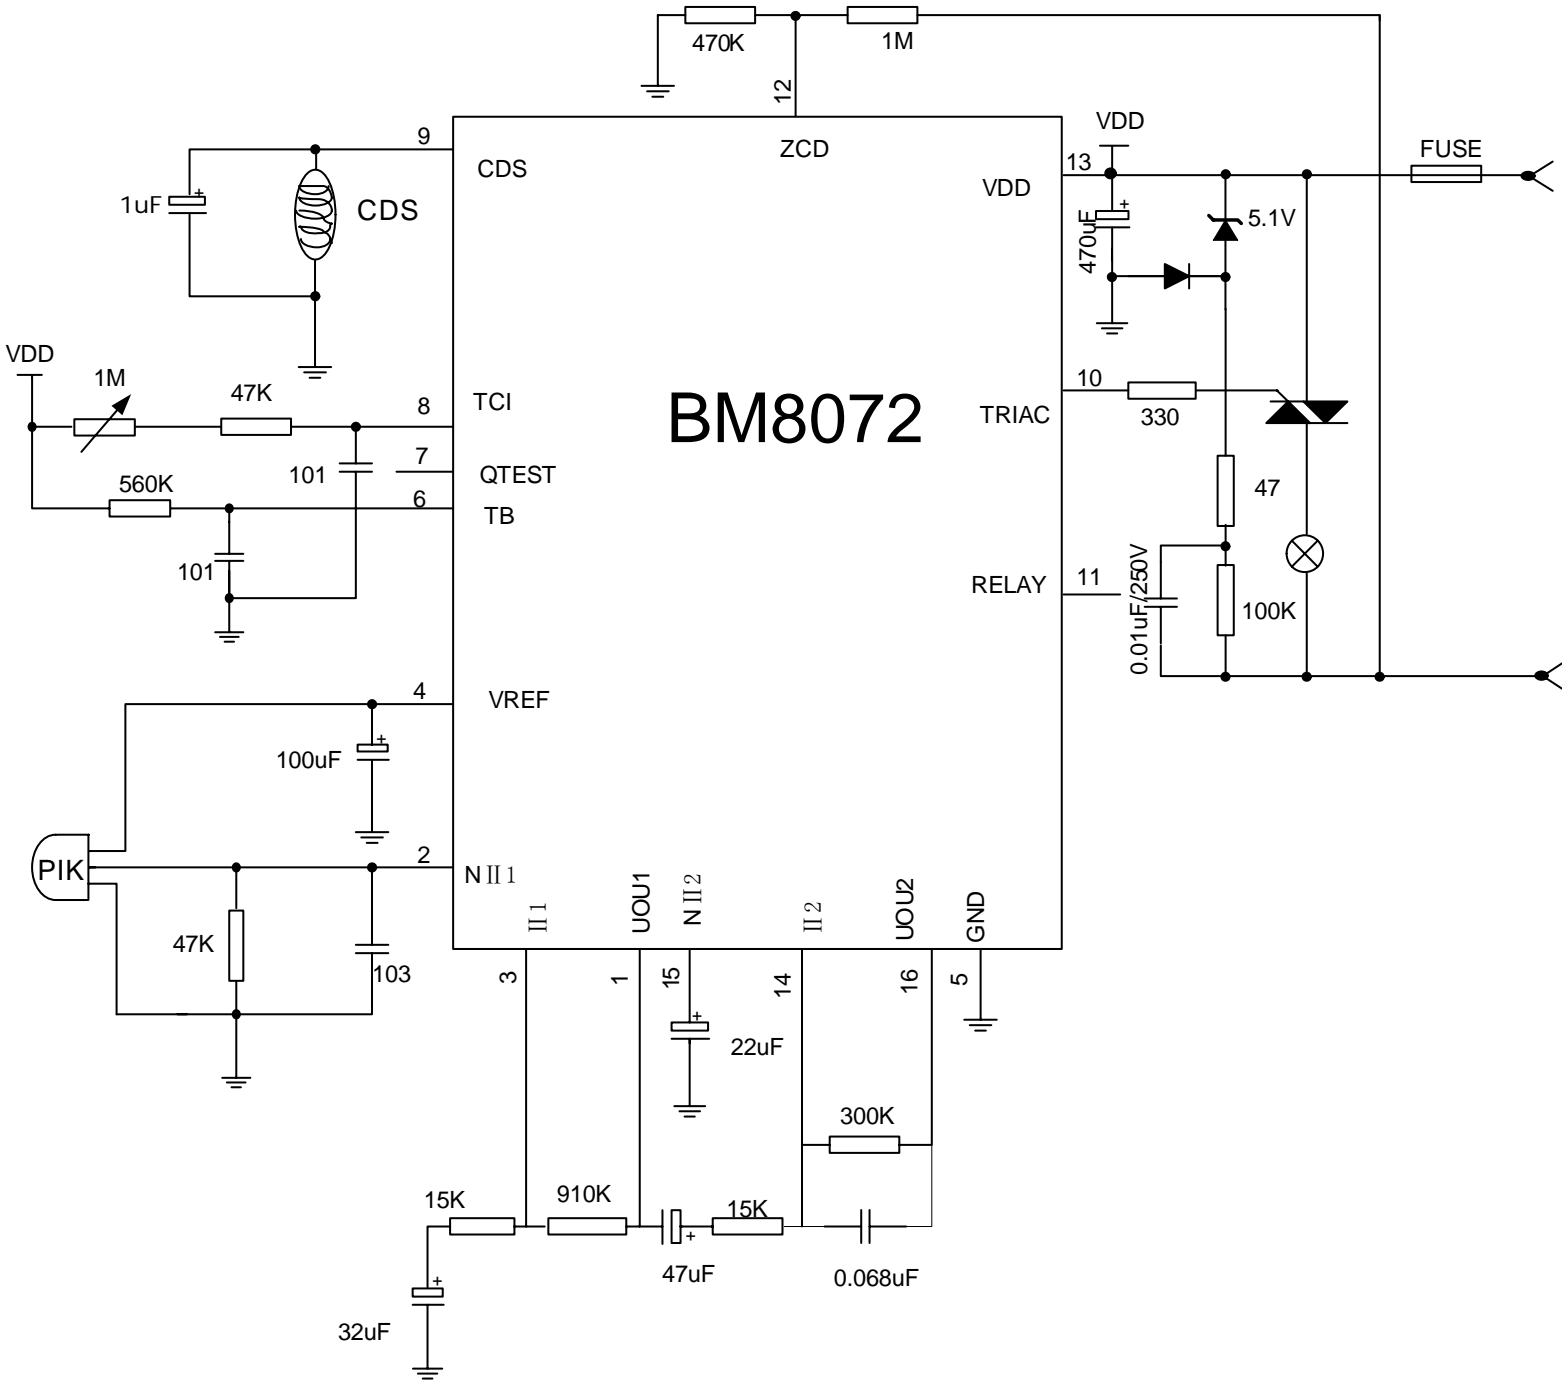 470K
1M
12
ZCD
9
CDS
1uF
+
CDS
VDD
13
VDD
FUSE
470uF
+
5.1V
VDD
1M
47K
8
TCI
BM8072
10
TRIAC
330
101
7
QTEST
560K
6
TB
101
47
RELAY
11
0.01uF/250V
100K
4
VREF
100uF
+
PIK
2
NⅡ1
47K
103
Ⅱ1
UOU1
NⅡ2
Ⅱ2
UOU2
GND
3
1
15
14
16
5
+
22uF
300K
15K
910K
15K
+
47uF
0.068uF
+
32uF